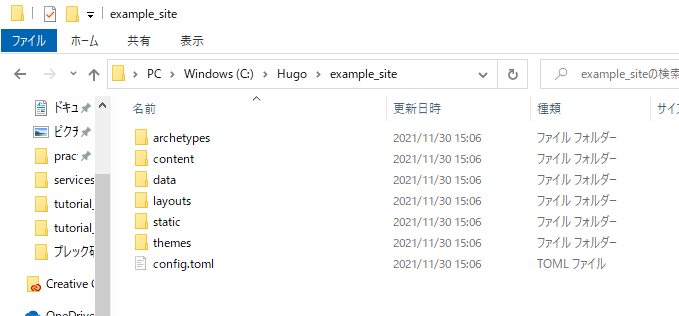 example_site
ファイル ホーム 共有 表示
PC Windows (C:) Hugo example_site example_siteの検索
名前 更新日時 種類 サイズ
ドキュ
ピクチ
prac
services
tutorial_
tutorial_
ブレック研
Creative C
OneDrive
archetypes 2021/11/30 15:06 ファイル フォルダー
content 2021/11/30 15:06 ファイル フォルダー
data 2021/11/30 15:06 ファイル フォルダー
layouts 2021/11/30 15:06 ファイル フォルダー
static 2021/11/30 15:06 ファイル フォルダー
themes 2021/11/30 15:06 ファイル フォルダー
config.toml 2021/11/30 15:06 TOML ファイル